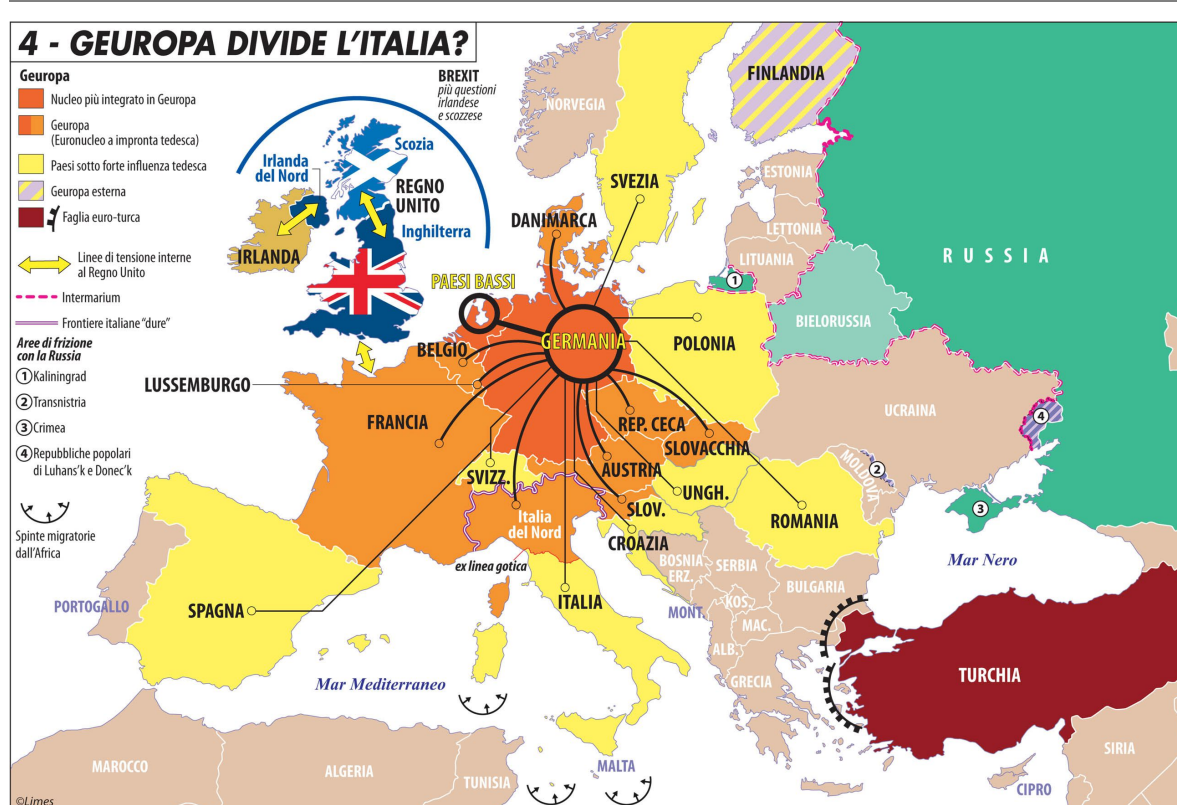 4 - GEUROPA DIVIDE L'ITALIA?
Geuropa
Nucleo più integrato in Geuropa
Geuropa
(Euronucleo a impronta tedesca)
Paesi sotto forte influenza tedesca
Geuropa esterna
Faglia euro-turca
Linee di tensione interne
al Regno Unito
Intermarium
Frontiere italiane “dure”
Aree di frizione
con la Russia
1 Kaliningrad
2 Transnistria
3 Crimea
4 Repubbliche popolari
di Luhans'k e Donec'k
Spinte migratorie
dall'Africa
BREXIT
più questioni
irlandese
e scozzese
Scozia
Irlanda
del Nord
REGNO
UNITO
Inghilterra
IRLANDA
NORVEGIA
SVEZIA
FINLANDIA
ESTONIA
LETTONIA
LITUANIA
RUSSIA
BIELORUSSIA
DANIMARCA
PAESI BASSI
GERMANIA
BELGIO
LUSSEMBURGO
POLONIA
1
FRANCIA
REP. CECA
SLOVACCHIA
UCRAINA
4
AUSTRIA
SVIZZ.
UNGH.
MOLDOVA
2
SLOV.
ROMANIA
3
Italia
del Nord
CROAZIA
ex linea gotica
BOSNIA
ERZ.
SERBIA
BULGARIA
Mar Nero
PORTOGALLO
SPAGNA
ITALIA
MONT.
KOS.
MAC.
ALB.
GRECIA
TURCHIA
Mar Mediterraneo
MAROCCO
ALGERIA
TUNISIA
MALTA
SIRIA
CIPRO
©Limes